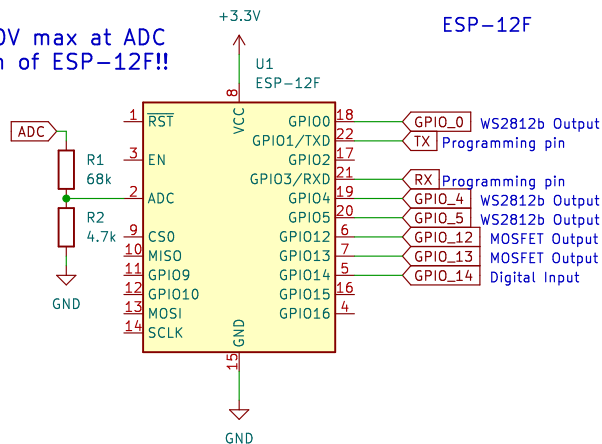 +3.3V
ESP-12F
0V max at ADC
of ESP-12F!!
U1
ESP-12F
8
VCC
ADC
R1
68k
R2
4.7k
GND
1 RST
3 EN
2 ADC
9 CS0
10 MISO
11 GPIO9
12 GPIO10
13 MOSI
14 SCLK
GPIO0 18 GPIO_0 WS2812b Output
GPIO1/TXD 22 TX Programming pin
GPIO2 17
GPIO3/RXD 21 RX Programming pin
GPIO4 19 GPIO_4 WS2812b Output
GPIO5 20 GPIO_5 WS2812b Output
GPIO12 6 GPIO_12 MOSFET Output
GPIO13 7 GPIO_13 MOSFET Output
GPIO14 5 GPIO_14 Digital Input
GPIO15 16
GPIO16 4
GND
15
GND